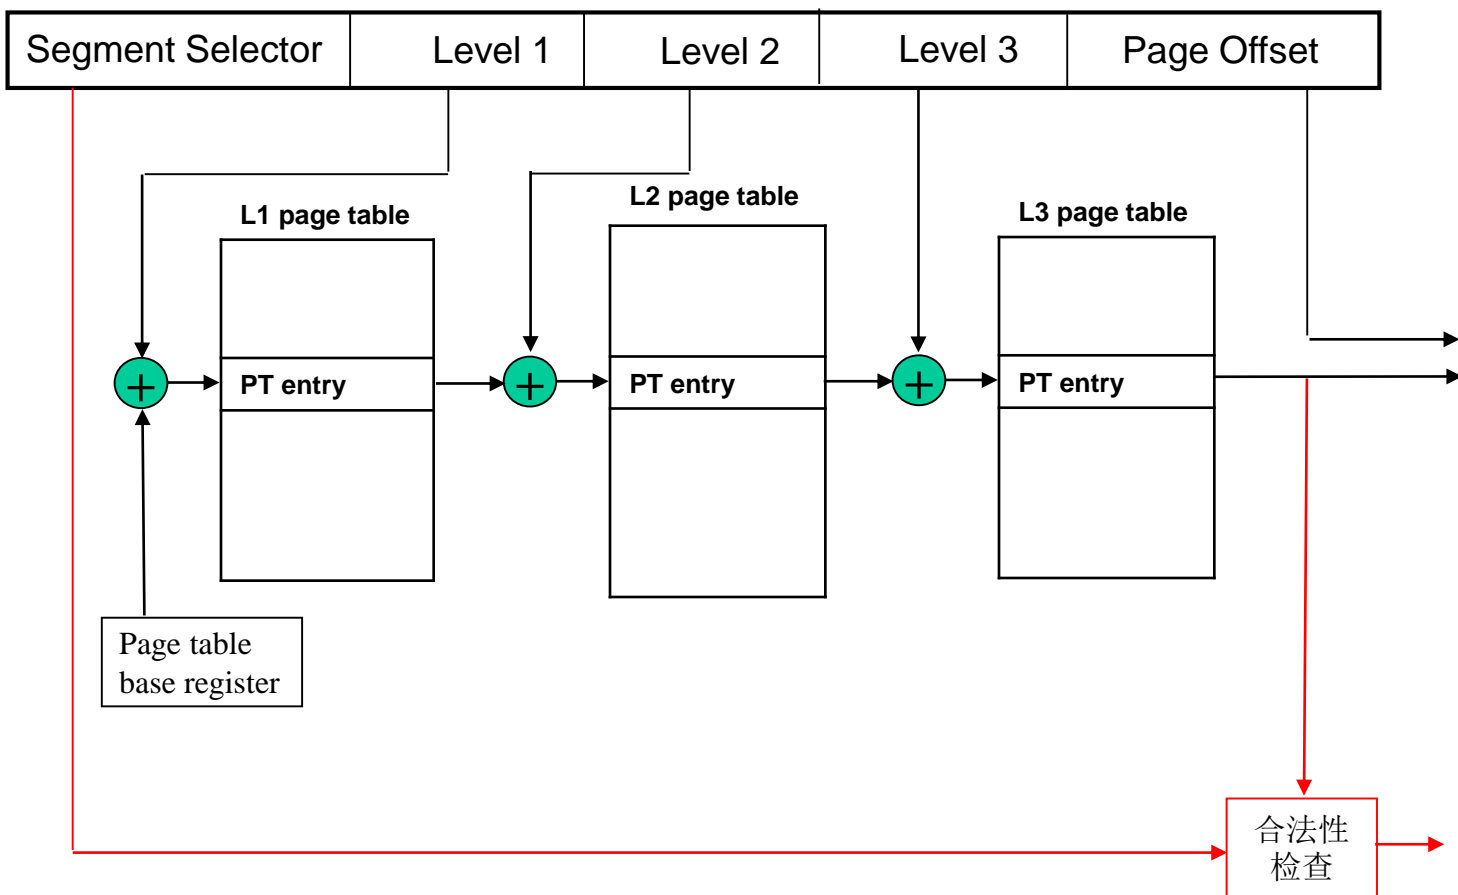 Segment Selector Level 1 Level 2 Level 3 Page Offset
L1 page table
L2 page table
L3 page table
+
PT entry
+
PT entry
+
PT entry
Page table
base register
合法性
检查